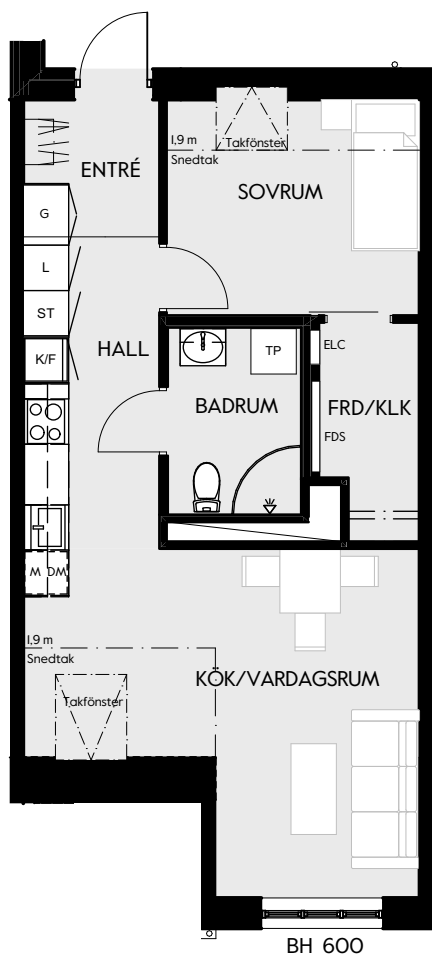 1,9 m
Snedtak
Takfönster
ENTRÉ
SOVRUM
G
L
ST
K/F
HALL
TP
ELC
BADRUM
FRD/KLK
FDS
M
DM
1,9 m
Snedtak
KÖK/VARDAGSRUM
Takfönster
BH 600